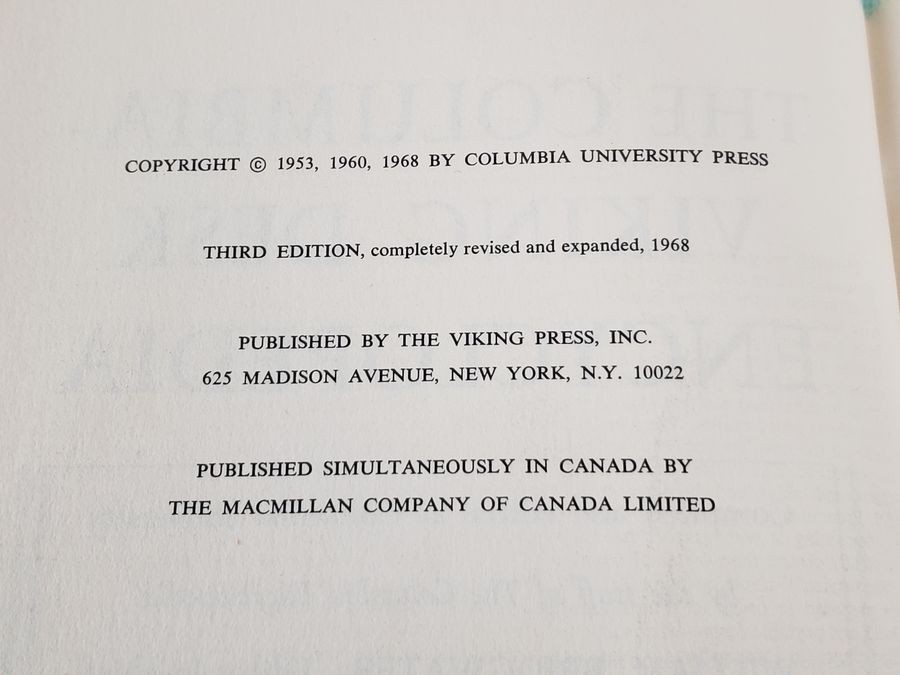 COPYRIGHT © 1953, 1960, 1968 BY COLUMBIA UNIVERSITY PRESS
THIRD EDITION, completely revised and expanded, 1968
PUBLISHED BY THE VIKING PRESS, INC.
625 MADISON AVENUE, NEW YORK, N.Y. 10022
PUBLISHED SIMULTANEOUSLY IN CANADA BY
THE MACMILLAN COMPANY OF CANADA LIMITED